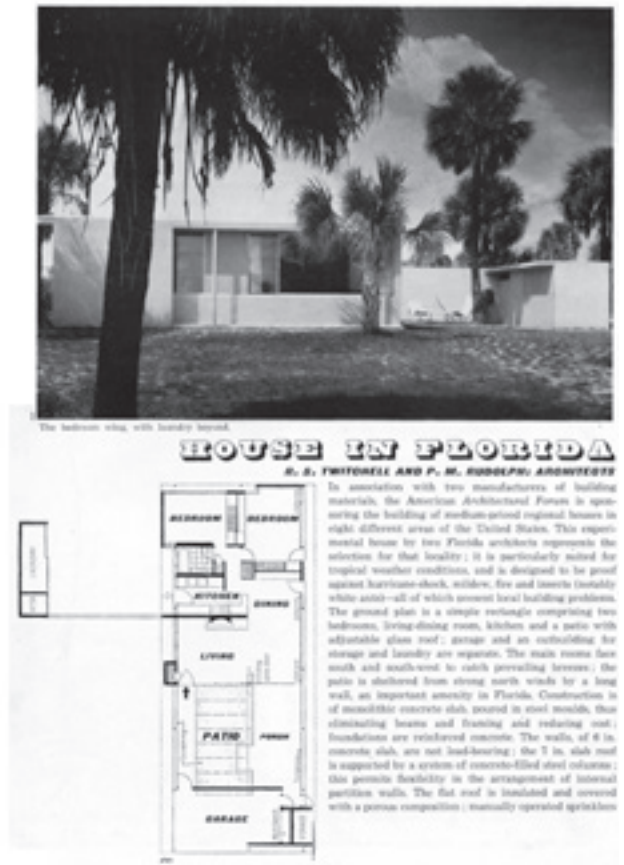 The bedroom wing, with laundry beyond.
HOUSE IN FLORIDA
R. S. TWITCHELL AND P. M. RUDOLPH: ARCHITECTS
In association with two manufacturers of building
materials, the American Architectural Forum is spon-
soring the building of medium-priced regional houses in
eight different areas of the United States. This experi-
mental house by two Florida architects represents the
selection for that locality; it is particularly suited for
tropical weather conditions, and is designed to be proof
against hurricane-shock, mildew, fire and insects (notably
white ants)—all of which present local building problems.
The ground plan is a simple rectangle comprising two
bedrooms, living-dining room, kitchen and a patio with
adjustable glass roof; garage and an outbuilding for
storage and laundry are separate. The main rooms face
south and south-west to catch prevailing breezes; the
patio is sheltered from strong north winds by a long
wall, an important amenity in Florida. Construction is
of monolithic concrete slab, poured in steel moulds, thus
eliminating beams and framing and reducing cost;
foundations are reinforced concrete. The walls, of 6 in.
concrete slab, are not load-bearing; the 7 in. slab roof
is supported by a system of concrete-filled steel columns;
this permits flexibility in the arrangement of internal
partition walls. The flat roof is insulated and covered
with a porous composition; manually operated sprinklers
BEDROOM
BEDROOM
KITCHEN
DINING
LIVING
PATIO
PORCH
GARAGE